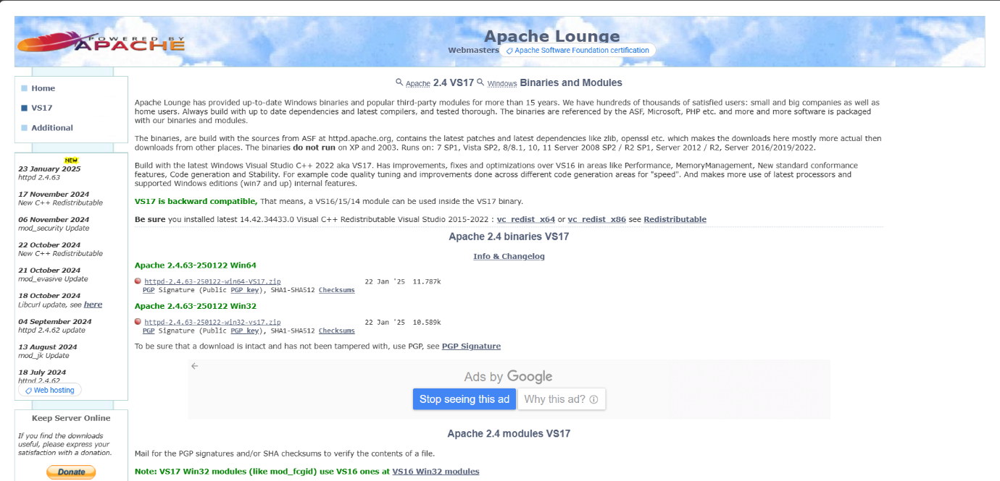 POWERED BY
APACHE
Apache Lounge
Webmasters Apache Software Foundation certification
Home
VS17
Additional
NEW
23 January 2025
httpd 2.4.63
17 November 2024
New C++ Redistributable
06 November 2024
mod_security Update
22 October 2024
New C++ Redistributable
21 October 2024
mod_evasive Update
18 October 2024
Libcurl update, see here
04 September 2024
httpd 2.4.62 update
13 August 2024
mod_jk Update
18 July 2024
httpd 2.4.62
Web hosting
Keep Server Online
If you find the downloads
useful, please express your
satisfaction with a donation.
Donate
Apache 2.4 VS17 Windows Binaries and Modules
Apache Lounge has provided up-to-date Windows binaries and popular third-party modules for more than 15 years. We have hundreds of thousands of satisfied users: small and big companies as well as
home users. Always build with up to date dependencies and latest compilers, and tested thorough. The binaries are referenced by the ASF, Microsoft, PHP etc. and more and more software is packaged
with our binaries and modules.
The binaries, are build with the sources from ASF at httpd.apache.org, contains the latest patches and latest dependencies like zlib, openssl etc. which makes the downloads here mostly more actual then
downloads from other places. The binaries do not run on XP and 2003. Runs on: 7 SP1, Vista SP2, 8/8.1, 10, 11 Server 2008 SP2 / R2 SP1, Server 2012 / R2, Server 2016/2019/2022.
Build with the latest Windows Visual Studio C++ 2022 aka VS17. Has improvements, fixes and optimizations over VS16 in areas like Performance, MemoryManagement, New standard conformance
features, Code generation and Stability. For example code quality tuning and improvements done across different code generation areas for "speed". And makes more use of latest processors and
supported Windows editions (win7 and up) internal features.
VS17 is backward compatible, That means, a VS16/15/14 module can be used inside the VS17 binary.
Be sure you installed latest 14.42.34433.0 Visual C++ Redistributable Visual Studio 2015-2022 : vc_redist_x64 or vc_redist_x86 see Redistributable
Apache 2.4 binaries VS17
Info & Changelog
Apache 2.4.63-250122 Win64
httpd-2.4.63-250122-win64-VS17.zip 22 Jan '25 11.787k
PGP Signature (Public PGP key), SHA1-SHA512 Checksums
Apache 2.4.63-250122 Win32
httpd-2.4.63-250122-win32-vs17.zip 22 Jan '25 10.589k
PGP Signature (Public PGP key), SHA1-SHA512 Checksums
To be sure that a download is intact and has not been tampered with, use PGP, see PGP Signature
Ads by Google
Stop seeing this ad
Why this ad?
Apache 2.4 modules VS17
Mail for the PGP signatures and/or SHA checksums to verify the contents of a file.
Note: VS17 Win32 modules (like mod_fcgid) use VS16 ones at VS16 Win32 modules